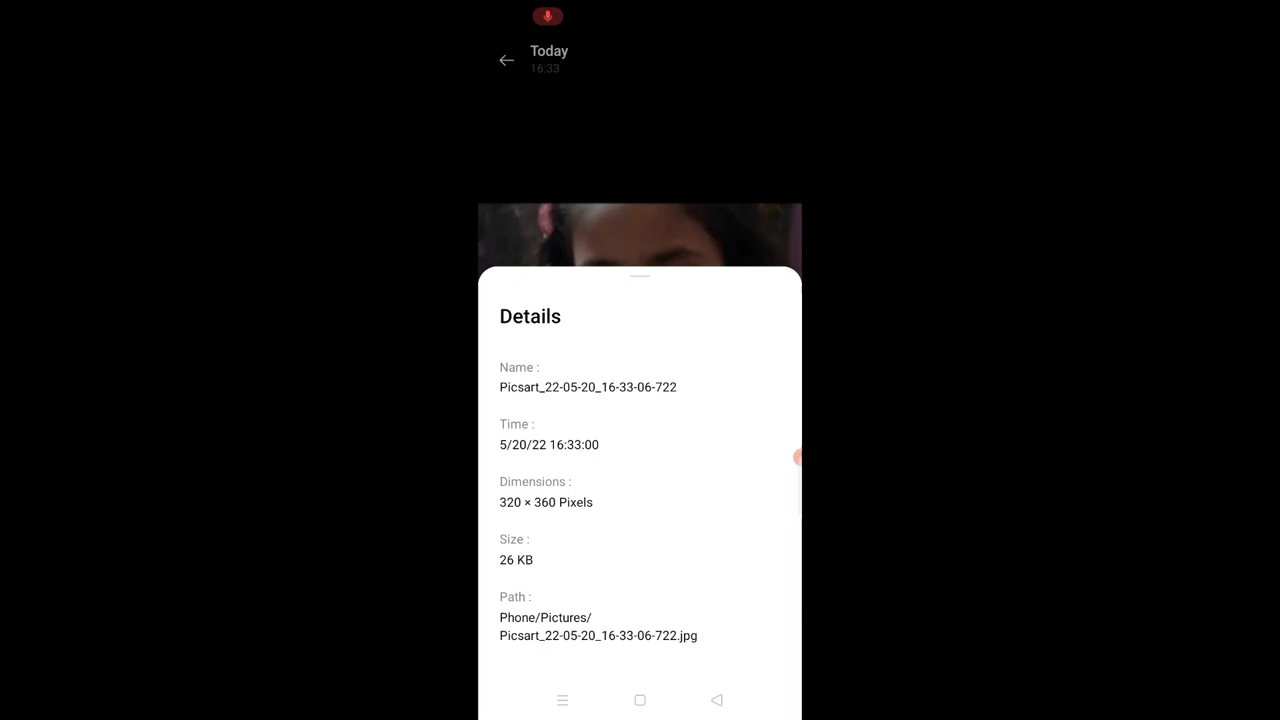 Today
16:33
Details
Name :
Picsart_22-05-20_16-33-06-722
Time :
5/20/22 16:33:00
Dimensions :
320 × 360 Pixels
Size :
26 KB
Path :
Phone/Pictures/
Picsart_22-05-20_16-33-06-722.jpg